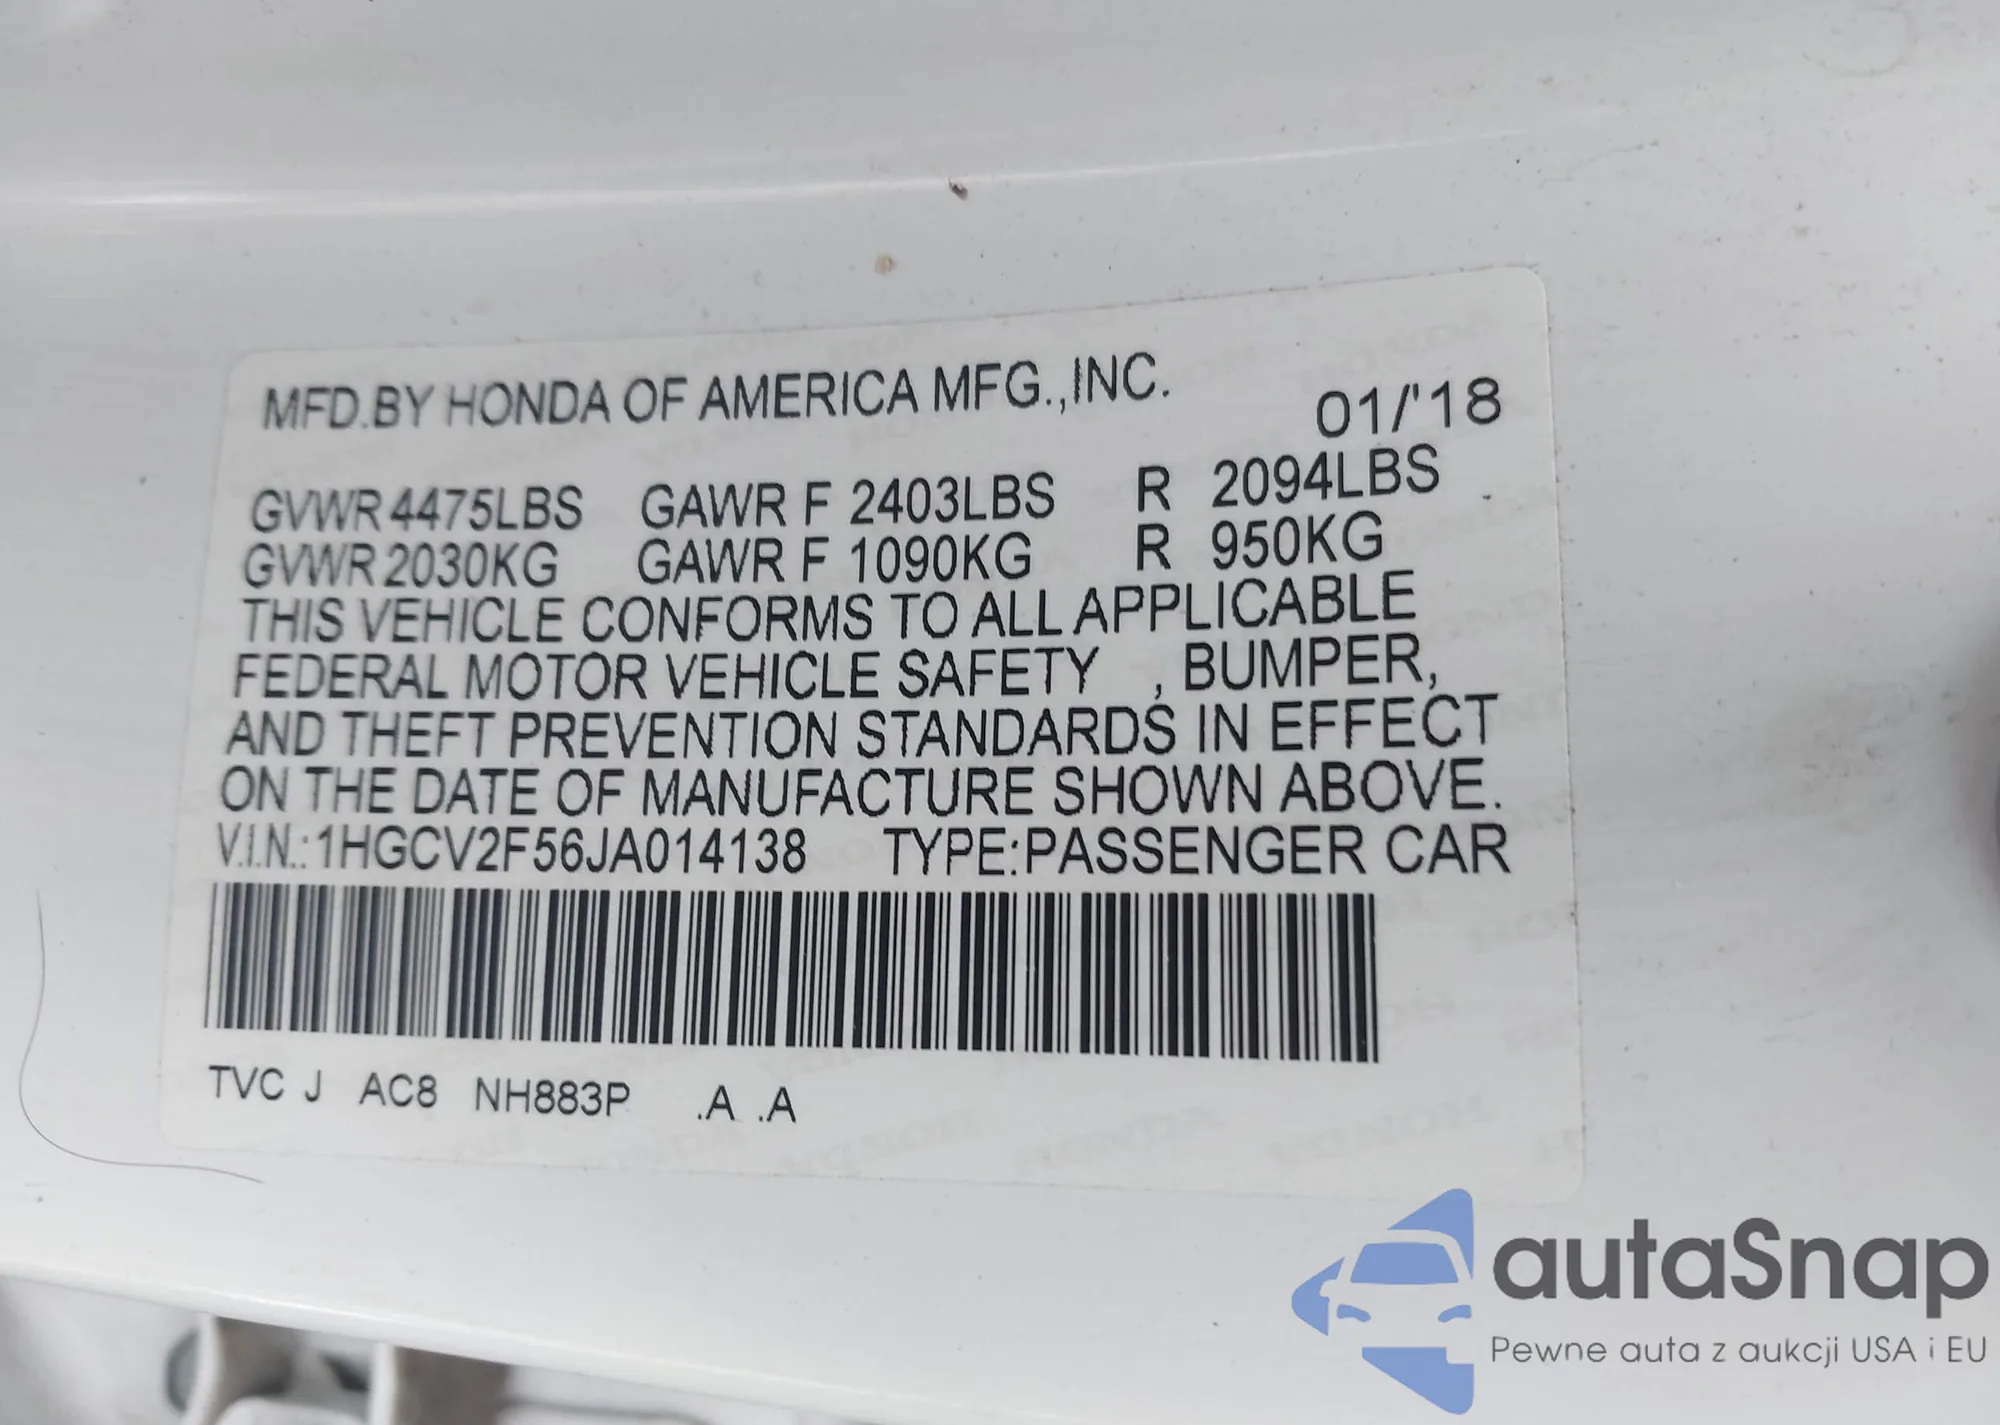 MFD.BY HONDA OF AMERICA MFG.,INC. 01/'18
GVWR 4475LBS GAWR F 2403LBS R 2094LBS
GVWR 2030KG GAWR F 1090KG R 950KG
THIS VEHICLE CONFORMS TO ALL APPLICABLE
FEDERAL MOTOR VEHICLE SAFETY , BUMPER,
AND THEFT PREVENTION STANDARDS IN EFFECT
ON THE DATE OF MANUFACTURE SHOWN ABOVE.
V.I.N.: 1HGCV2F56JA014138 TYPE:PASSENGER CAR
TVC J AC8 NH883P .A .A
autaSnap
Pewne auta z aukcji USA i EU